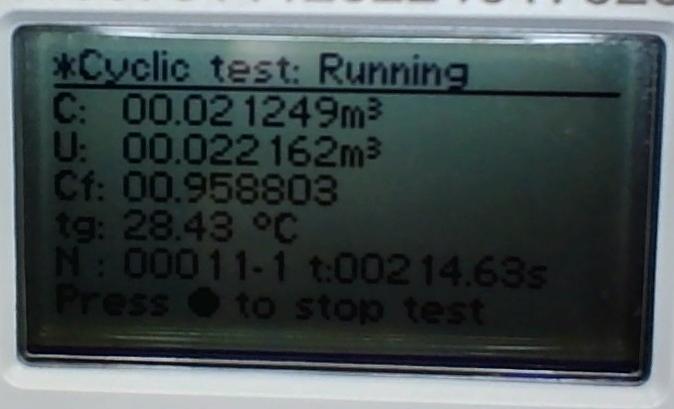 *Cyclic test: Running
C: 00.021249m³
U: 00.022162m³
Cf: 00.958803
tg: 28.43 °C
N : 00011-1 t:00214.63s
Press ● to stop test